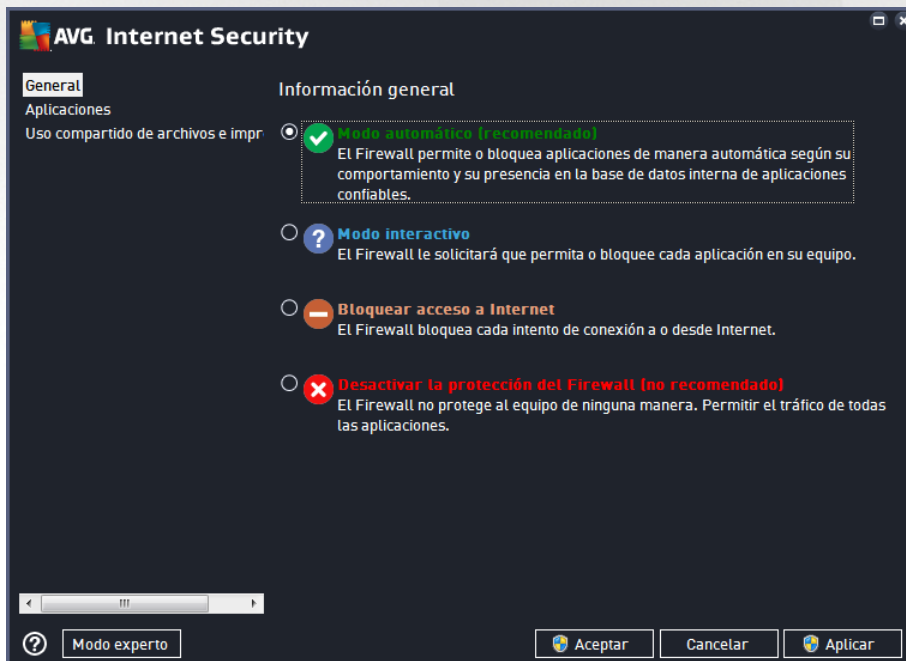 AVG Internet Security
General
Aplicaciones
Uso compartido de archivos e impr
Información general
Modo automático (recomendado)
El Firewall permite o bloquea aplicaciones de manera automática según su
comportamiento y su presencia en la base de datos interna de aplicaciones
confiables.
Modo interactivo
El Firewall le solicitará que permita o bloquee cada aplicación en su equipo.
Bloquear acceso a Internet
El Firewall bloquea cada intento de conexión a o desde Internet.
Desactivar la protección del Firewall (no recomendado)
El Firewall no protege al equipo de ninguna manera. Permitir el tráfico de todas
las aplicaciones.
Modo experto
Aceptar
Cancelar
Aplicar